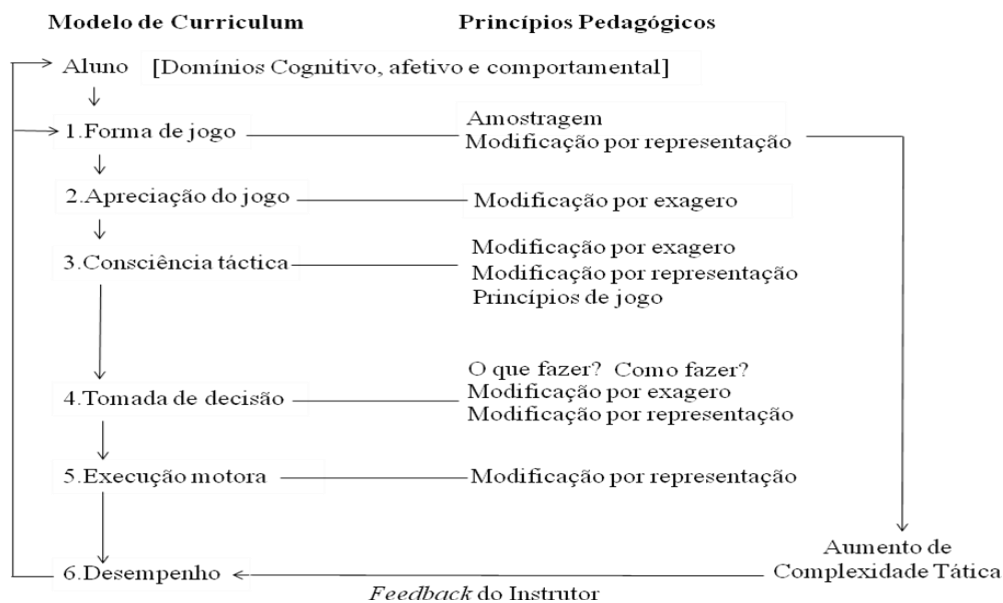 Modelo de Curriculum Princípios Pedagógicos
Aluno [Domínios Cognitivo, afetivo e comportamental]
1.Forma de jogo
Amostragem
Modificação por representação
2.Apreciação do jogo
Modificação por exagero
3.Consciência táctica
Modificação por exagero
Modificação por representação
Princípios de jogo
4.Tomada de decisão
O que fazer? Como fazer?
Modificação por exagero
Modificação por representação
5.Execução motora
Modificação por representação
6.Desempenho
Aumento de
Complexidade Tática
Feedback do Instrutor